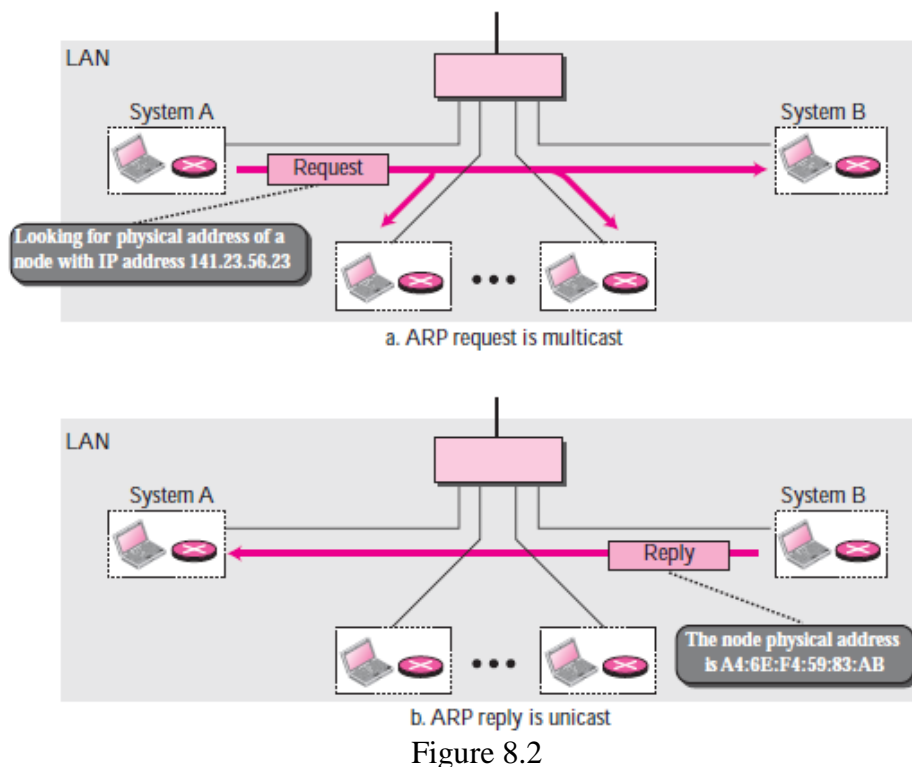 LAN
System A
System B
Request
Looking for physical address of a
node with IP address 141.23.56.23
a. ARP request is multicast
LAN
System A
System B
Reply
The node physical address
is A4:6E:F4:59:83:AB
b. ARP reply is unicast
Figure 8.2